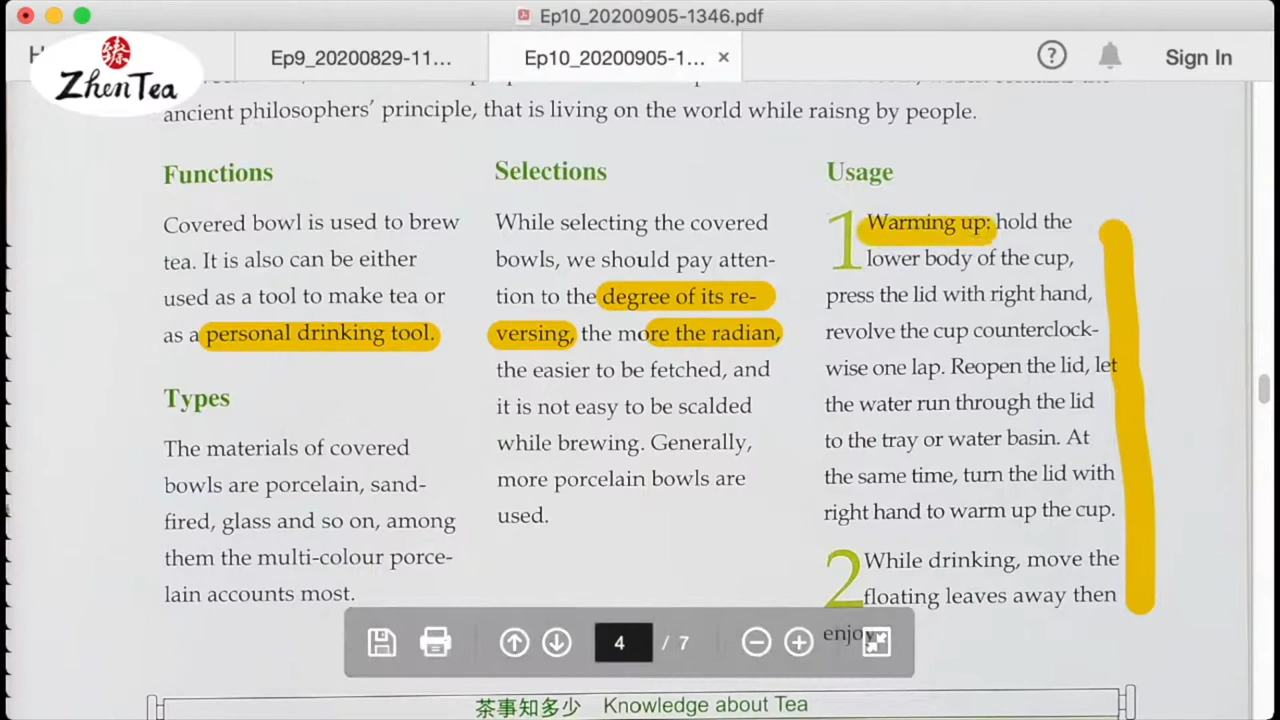 Ep10_20200905-1346.pdf
臻
ZhenTea
Ep9_20200829-11...
Ep10_20200905-1...
Sign In
ancient philosophers' principle, that is living on the world while raisng by people.
Functions
Covered bowl is used to brew
tea. It is also can be either
used as a tool to make tea or
as a personal drinking tool.
Types
The materials of covered
bowls are porcelain, sand-
fired, glass and so on, among
them the multi-colour porce-
lain accounts most.
Selections
While selecting the covered
bowls, we should pay atten-
tion to the degree of its re-
versing, the more the radian,
the easier to be fetched, and
it is not easy to be scalded
while brewing. Generally,
more porcelain bowls are
used.
Usage
1 Warming up: hold the
lower body of the cup,
press the lid with right hand,
revolve the cup counterclock-
wise one lap. Reopen the lid, let
the water run through the lid
to the tray or water basin. At
the same time, turn the lid with
right hand to warm up the cup.
2 While drinking, move the
floating leaves away then
enjoy
4 / 7
茶事知多少 Knowledge about Tea